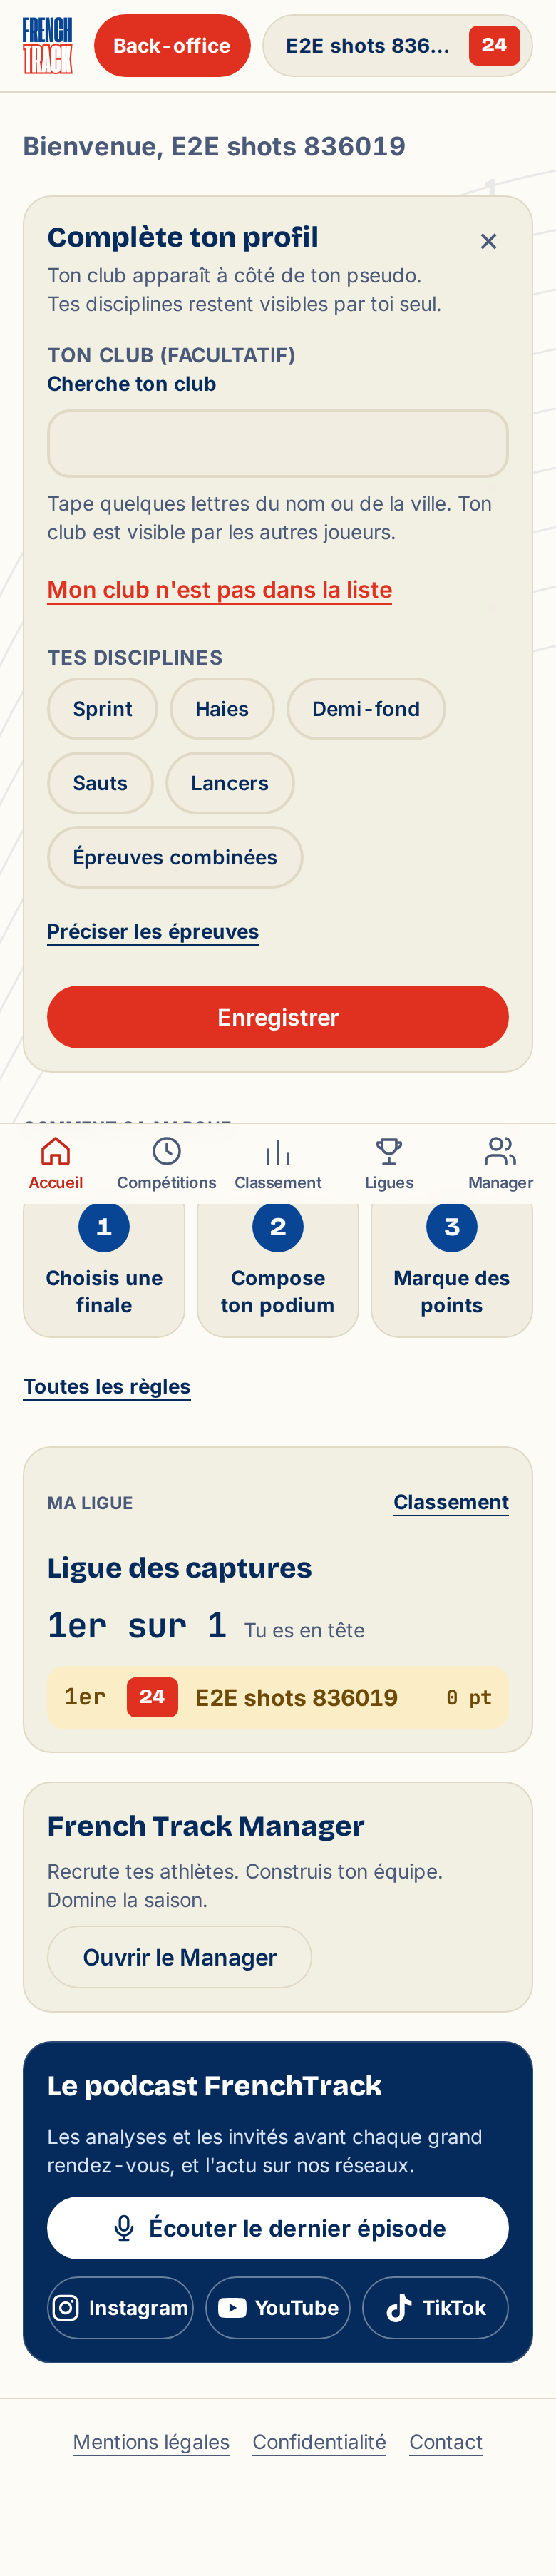 FRENCH
TRACK
Back-office
E2E shots 836...
24
Bienvenue, E2E shots 836019
Complète ton profil
Ton club apparaît à côté de ton pseudo.
Tes disciplines restent visibles par toi seul.
TON CLUB (FACULTATIF)
Cherche ton club
Tape quelques lettres du nom ou de la ville. Ton
club est visible par les autres joueurs.
Mon club n'est pas dans la liste
TES DISCIPLINES
Sprint Haies Demi-fond
Sauts Lancers
Épreuves combinées
Préciser les épreuves
Enregistrer
Accueil Compétitions Classement Ligues Manager
1 2 3
Choisis une
finale
Compose
ton podium
Marque des
points
Toutes les règles
MA LIGUE
Classement
Ligue des captures
1er sur 1 Tu es en tête
1er 24 E2E shots 836019 0 pt
French Track Manager
Recrute tes athlètes. Construis ton équipe.
Domine la saison.
Ouvrir le Manager
Le podcast FrenchTrack
Les analyses et les invités avant chaque grand
rendez-vous, et l'actu sur nos réseaux.
Écouter le dernier épisode
Instagram YouTube TikTok
Mentions légales Confidentialité Contact